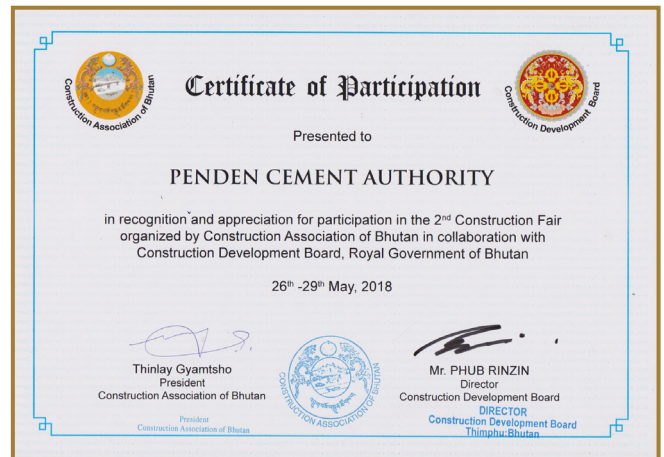 Construction Association of Bhutan
Construction Development Board
Certificate of Participation
Presented to
PENDEN CEMENT AUTHORITY
in recognition and appreciation for participation in the 2nd Construction Fair
organized by Construction Association of Bhutan in collaboration with
Construction Development Board, Royal Government of Bhutan
26th -29th May, 2018
Thinlay Gyamtsho
President
Construction Association of Bhutan
President
Construction Association of Bhutan
CONSTRUCTION ASSOCIATION OF BHUTAN
Mr. PHUB RINZIN
Director
Construction Development Board
DIRECTOR
Construction Development Board
Thimphu:Bhutan